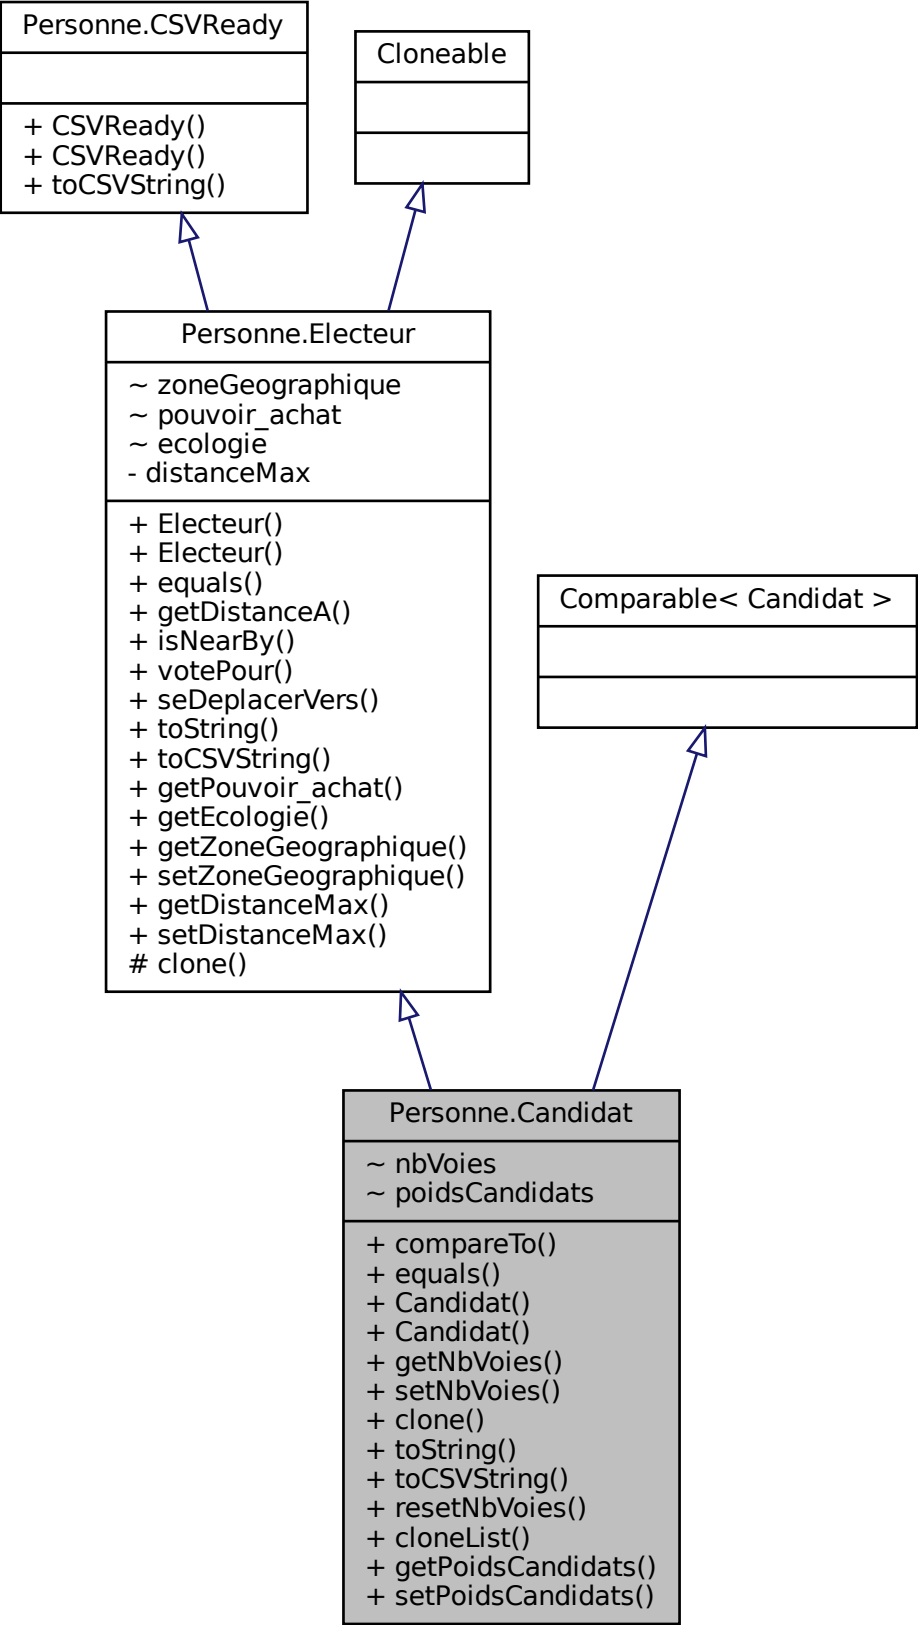 Personne.CSVReady
+ CSVReady()
+ CSVReady()
+ toCSVString()
Cloneable
Personne.Electeur
~ zoneGeographique
~ pouvoir_achat
~ ecologie
- distanceMax
+ Electeur()
+ Electeur()
+ equals()
+ getDistanceA()
+ isNearBy()
+ votePour()
+ seDeplacerVers()
+ toString()
+ toCSVString()
+ getPouvoir_achat()
+ getEcologie()
+ getZoneGeographique()
+ setZoneGeographique()
+ getDistanceMax()
+ setDistanceMax()
# clone()
Comparable< Candidat >
Personne.Candidat
~ nbVoies
~ poidsCandidats
+ compareTo()
+ equals()
+ Candidat()
+ Candidat()
+ getNbVoies()
+ setNbVoies()
+ clone()
+ toString()
+ toCSVString()
+ resetNbVoies()
+ cloneList()
+ getPoidsCandidats()
+ setPoidsCandidats()